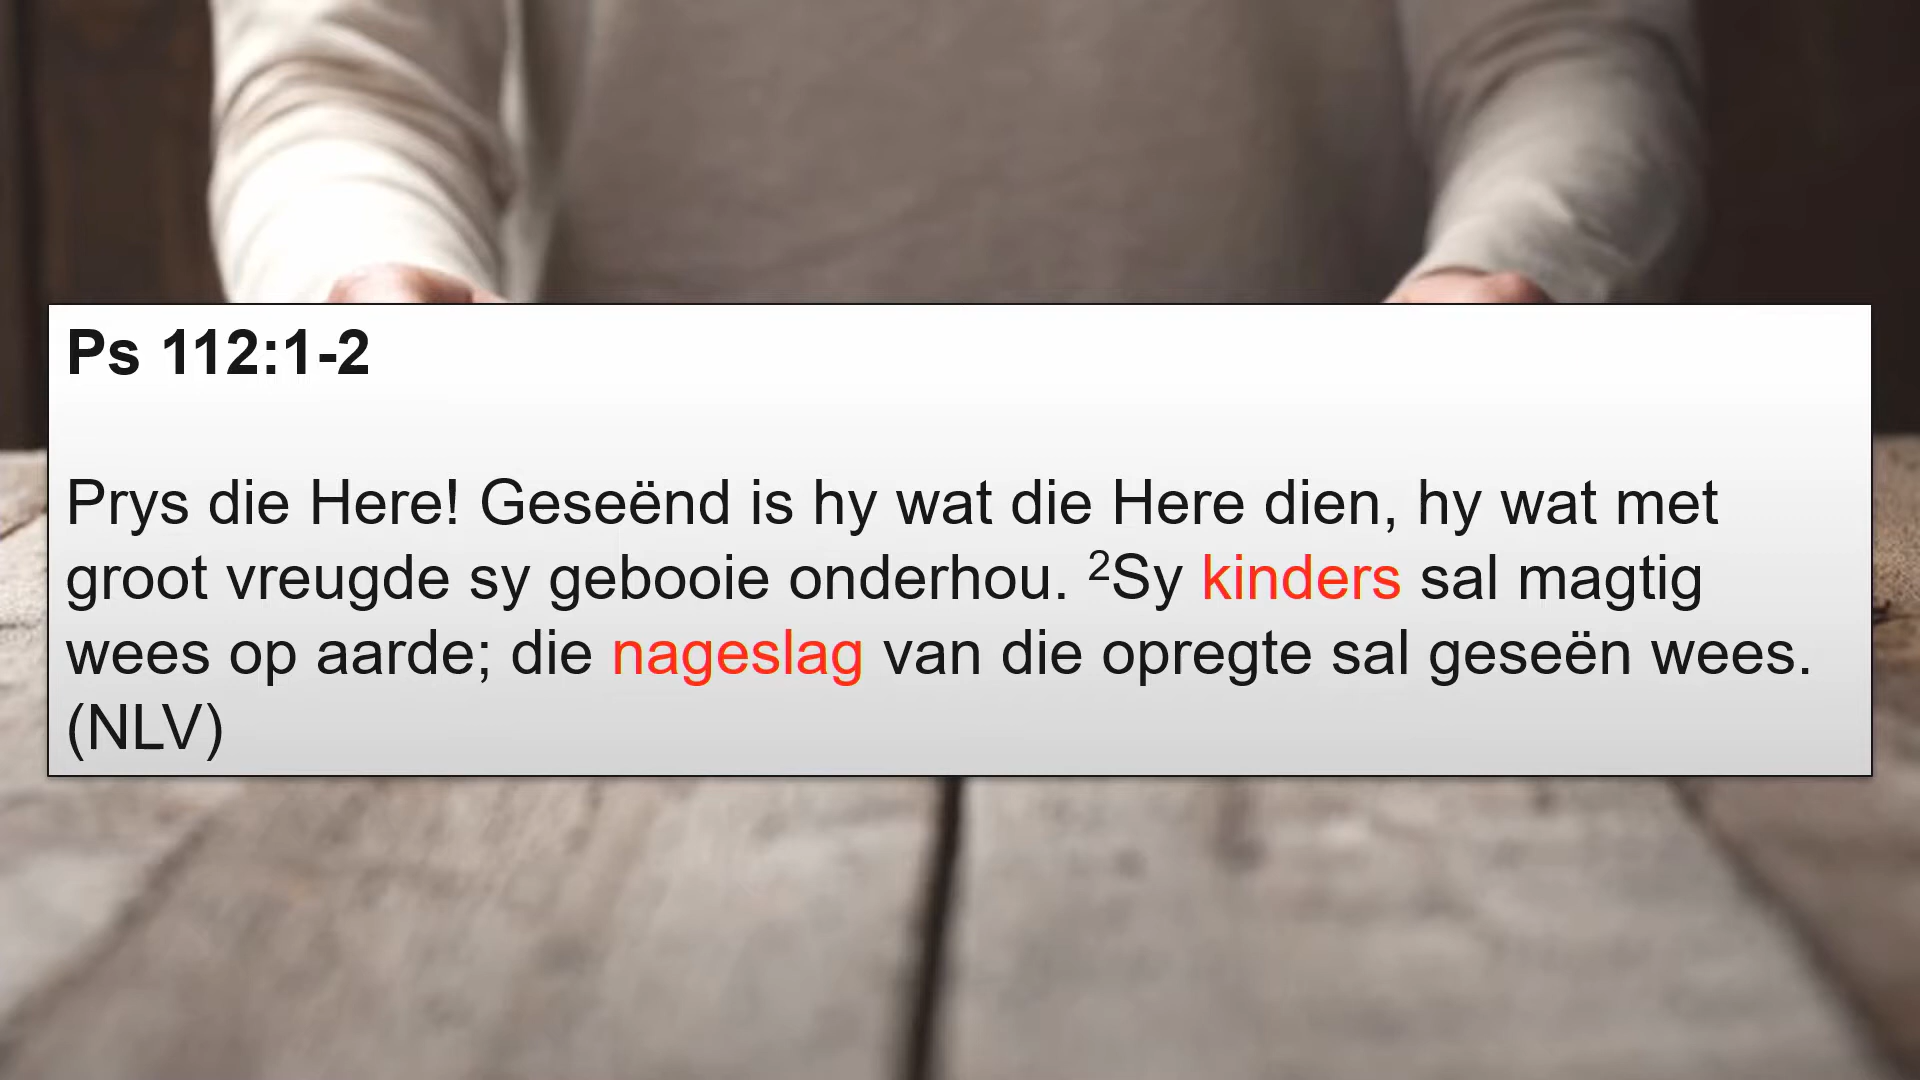 Ps 112:1-2
Prys die Here! Geseënd is hy wat die Here dien, hy wat met
groot vreugde sy gebooie onderhou. ²Sy kinders sal magtig
wees op aarde; die nageslag van die opregte sal geseën wees.
(NLV)